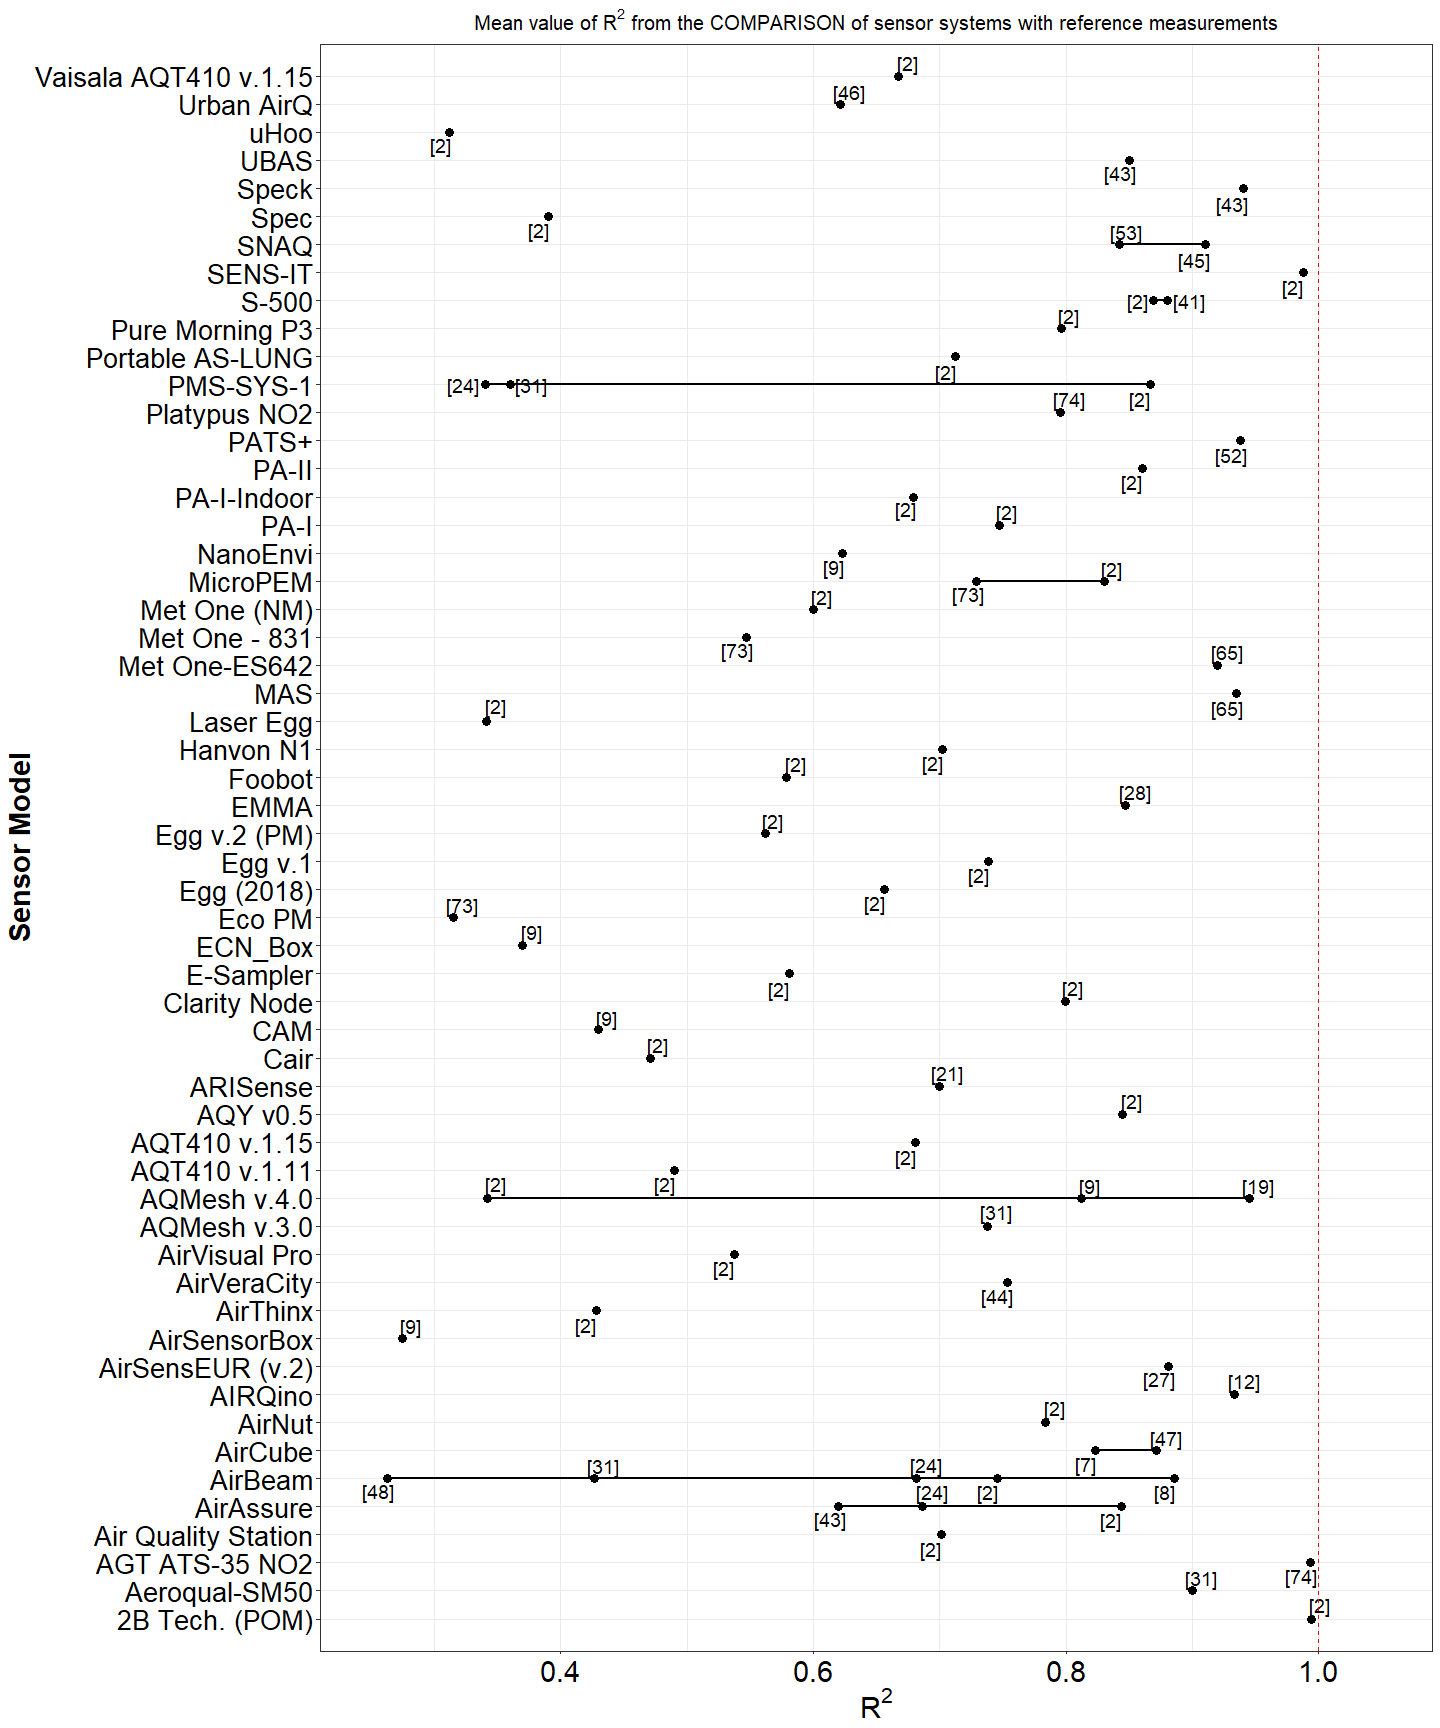 Mean value of R² from the COMPARISON of sensor systems with reference measurements
Sensor Model
Vaisala AQT410 v.1.15 [2]
Urban AirQ [46]
uHoo [2]
UBAS [43]
Speck [43]
Spec [2]
SNAQ [53] [45]
SENS-IT [2]
S-500 [2] [41]
Pure Morning P3 [2]
Portable AS-LUNG [2]
PMS-SYS-1 [24] [31] [2]
Platypus NO2 [74]
PATS+ [52]
PA-II [2]
PA-I-Indoor [2]
PA-I [2]
NanoEnvi [9]
MicroPEM [73] [2]
Met One (NM) [2]
Met One - 831 [73]
Met One-ES642 [65]
MAS [65]
Laser Egg [2]
Hanvon N1 [2]
Foobot [2]
EMMA [28]
Egg v.2 (PM) [2]
Egg v.1 [2]
Egg (2018) [2]
Eco PM [73]
ECN_Box [9]
E-Sampler [2]
Clarity Node [2]
CAM [9]
Cair [2]
ARISense [21]
AQY v0.5 [2]
AQT410 v.1.15 [2]
AQT410 v.1.11 [2]
AQMesh v.4.0 [2] [9] [19]
AQMesh v.3.0 [31]
AirVisual Pro [2]
AirVeraCity [44]
AirThinx [2]
AirSensorBox [9]
AirSensEUR (v.2) [27]
AIRQino [12]
AirNut [2]
AirCube [7] [47]
AirBeam [48] [31] [24] [2] [8]
AirAssure [43] [24] [2]
Air Quality Station [2]
AGT ATS-35 NO2 [74]
Aeroqual-SM50 [31]
2B Tech. (POM) [2]
0.4 0.6 0.8 1.0
R²